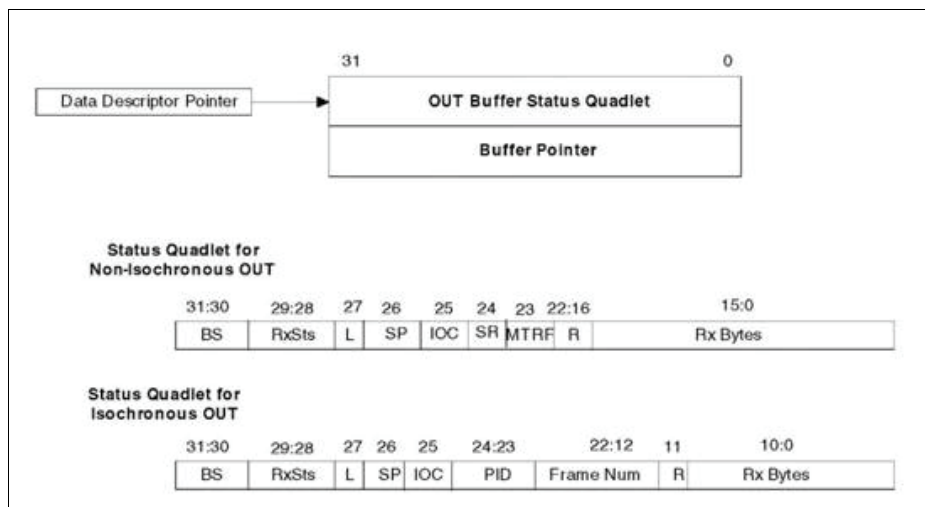 31 0
Data Descriptor Pointer
OUT Buffer Status Quadlet
Buffer Pointer
Status Quadlet for
Non-Isochronous OUT
31:30 29:28 27 26 25 24 23 22:16 15:0
BS RxSts L SP IOC SR MTRF R Rx Bytes
Status Quadlet for
Isochronous OUT
31:30 29:28 27 26 25 24:23 22:12 11 10:0
BS RxSts L SP IOC PID Frame Num R Rx Bytes